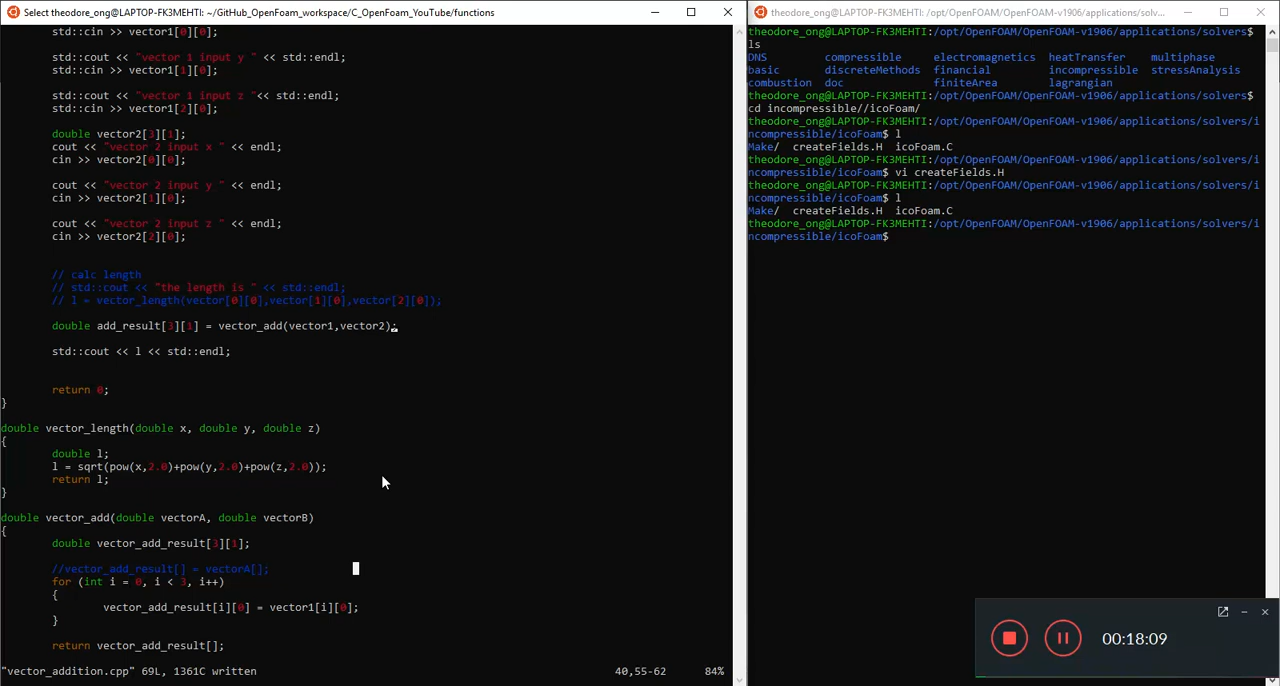 Select theodore_ong@LAPTOP-FK3MEHTI: ~/GitHub_OpenFoam_workspace/C_OpenFoam_YouTube/functions
std::cin >> vector1[0][0];
std::cout << "vector 1 input y " << std::endl;
std::cin >> vector1[1][0];
std::cout << "vector 1 input z "<< std::endl;
std::cin >> vector1[2][0];
double vector2[3][1];
cout << "vector 2 input x " << endl;
cin >> vector2[0][0];
cout << "vector 2 input y " << endl;
cin >> vector2[1][0];
cout << "vector 2 input z " << endl;
cin >> vector2[2][0];
// calc length
// std::cout << "the length is " << std::endl;
// l = vector_length(vector[0][0],vector[1][0],vector[2][0]);
double add_result[3][1] = vector_add(vector1,vector2);
std::cout << l << std::endl;
return 0;
}
double vector_length(double x, double y, double z)
{
double l;
l = sqrt(pow(x,2.0)+pow(y,2.0)+pow(z,2.0));
return l;
}
double vector_add(double vectorA, double vectorB)
{
double vector_add_result[3][1];
//vector_add_result[] = vectorA[];
for (int i = 0, i < 3, i++)
{
vector_add_result[i][0] = vector1[i][0];
}
return vector_add_result[];
"vector_addition.cpp" 69L, 1361C written 40,55-62 84%
theodore_ong@LAPTOP-FK3MEHTI: /opt/OpenFOAM/OpenFOAM-v1906/applications/solv...
theodore_ong@LAPTOP-FK3MEHTI:/opt/OpenFOAM/OpenFOAM-v1906/applications/solvers$
ls
DNS compressible electromagnetics heatTransfer multiphase
basic discreteMethods financial incompressible stressAnalysis
combustion doc finiteArea lagrangian
theodore_ong@LAPTOP-FK3MEHTI:/opt/OpenFOAM/OpenFOAM-v1906/applications/solvers$
cd incompressible//icoFoam/
theodore_ong@LAPTOP-FK3MEHTI:/opt/OpenFOAM/OpenFOAM-v1906/applications/solvers/i
ncompressible/icoFoam$ l
Make/ createFields.H icoFoam.C
theodore_ong@LAPTOP-FK3MEHTI:/opt/OpenFOAM/OpenFOAM-v1906/applications/solvers/i
ncompressible/icoFoam$ vi createFields.H
theodore_ong@LAPTOP-FK3MEHTI:/opt/OpenFOAM/OpenFOAM-v1906/applications/solvers/i
ncompressible/icoFoam$ l
Make/ createFields.H icoFoam.C
theodore_ong@LAPTOP-FK3MEHTI:/opt/OpenFOAM/OpenFOAM-v1906/applications/solvers/i
ncompressible/icoFoam$
00:18:09